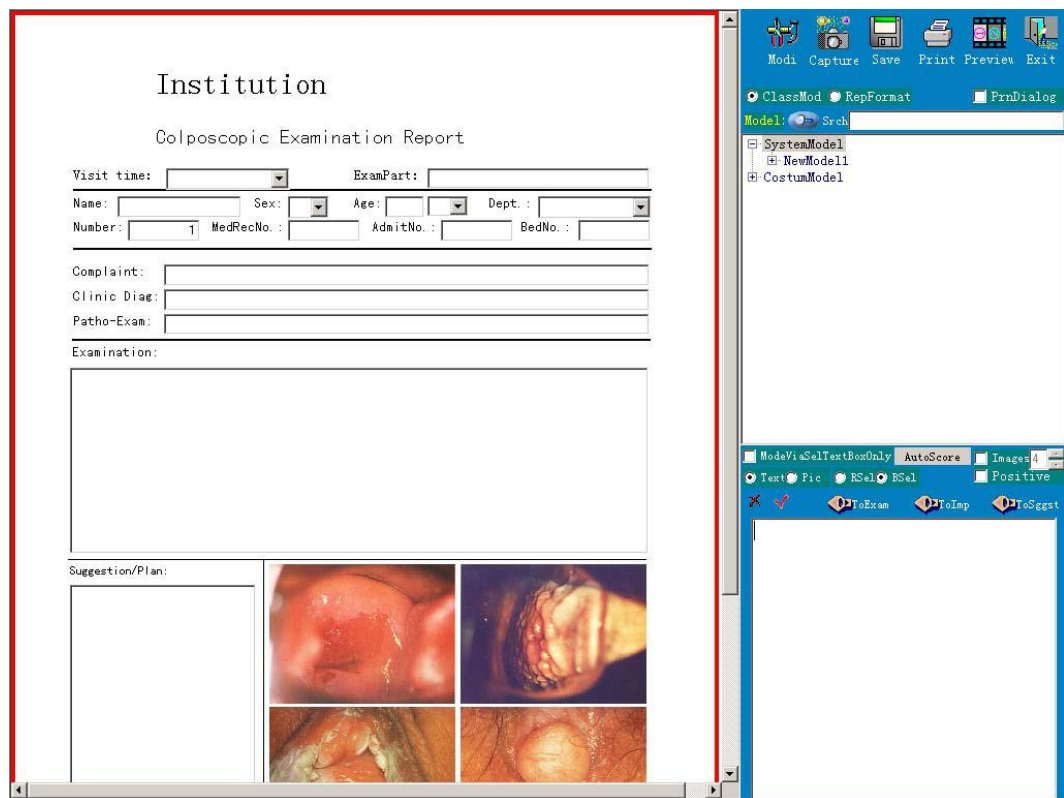 Institution
Colposcopic Examination Report
Visit time: ExamPart:
Name: Sex: Age: Dept.:
Number: 1 MedRecNo.: AdmitNo.: BedNo.:
Complaint:
Clinic Diag:
Patho-Exam:
Examination:
Suggestion/Plan:
Modi Capture Save Print Preview Exit
ClassMod RepFormat PrnDialog
Model: Srch
SystemModel
NewModel1
CostumModel
ModeViaSelTextBoxOnly AutoScore Images 4
Text Pic RSel BSel Positive
ToExam ToImp ToSggst